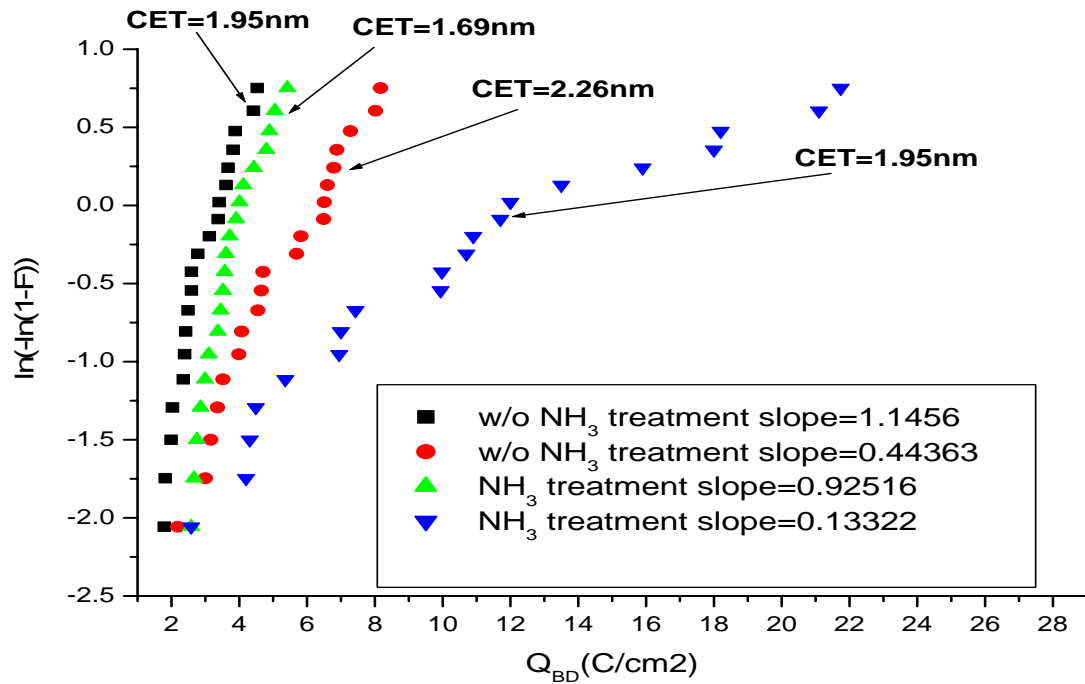 CET=1.95nm
CET=1.69nm
CET=2.26nm
CET=1.95nm
1.0
0.5
0.0
-0.5
-1.0
-1.5
-2.0
-2.5
ln(-ln(1-F))
w/o NH3 treatment slope=1.1456
w/o NH3 treatment slope=0.44363
NH3 treatment slope=0.92516
NH3 treatment slope=0.13322
2 4 6 8 10 12 14 16 18 20 22 24 26 28
QBD(C/cm2)